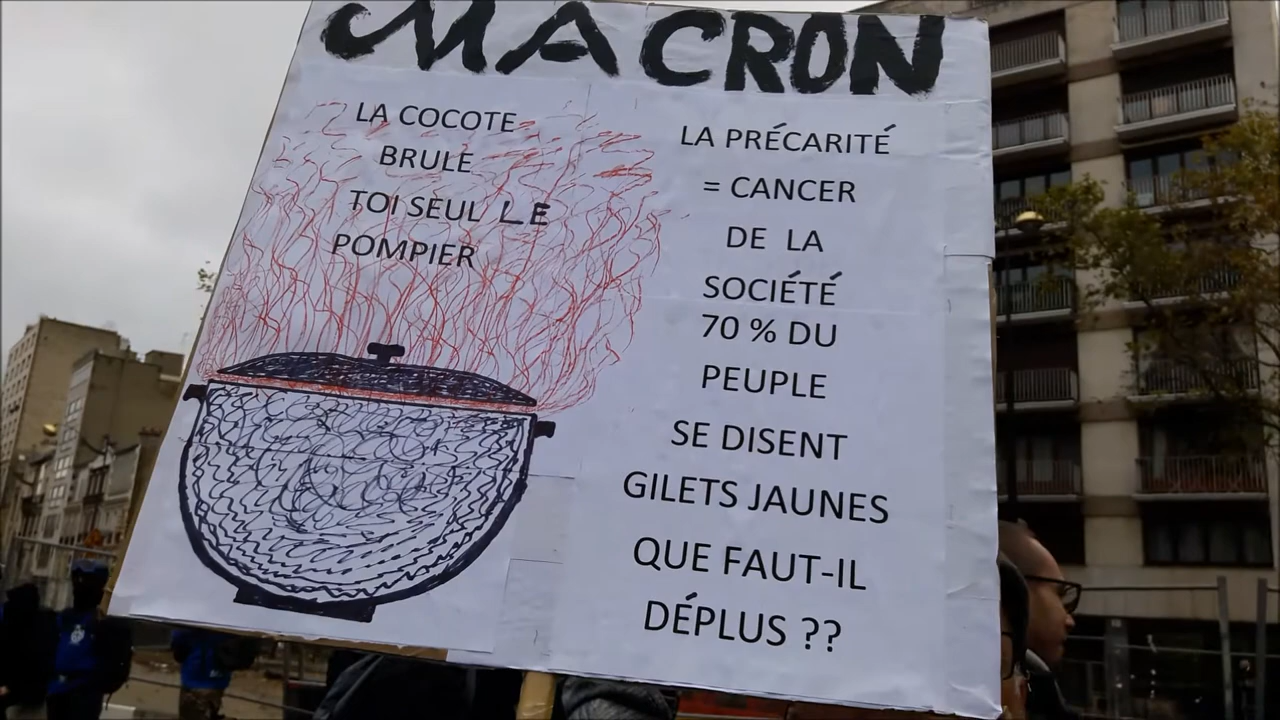 MACRON
LA COCOTE
BRULE
TOI SEUL LE
POMPIER
LA PRÉCARITÉ
= CANCER
DE LA
SOCIÉTÉ
70 % DU
PEUPLE
SE DISENT
GILETS JAUNES
QUE FAUT-IL
DÉPLUS ??